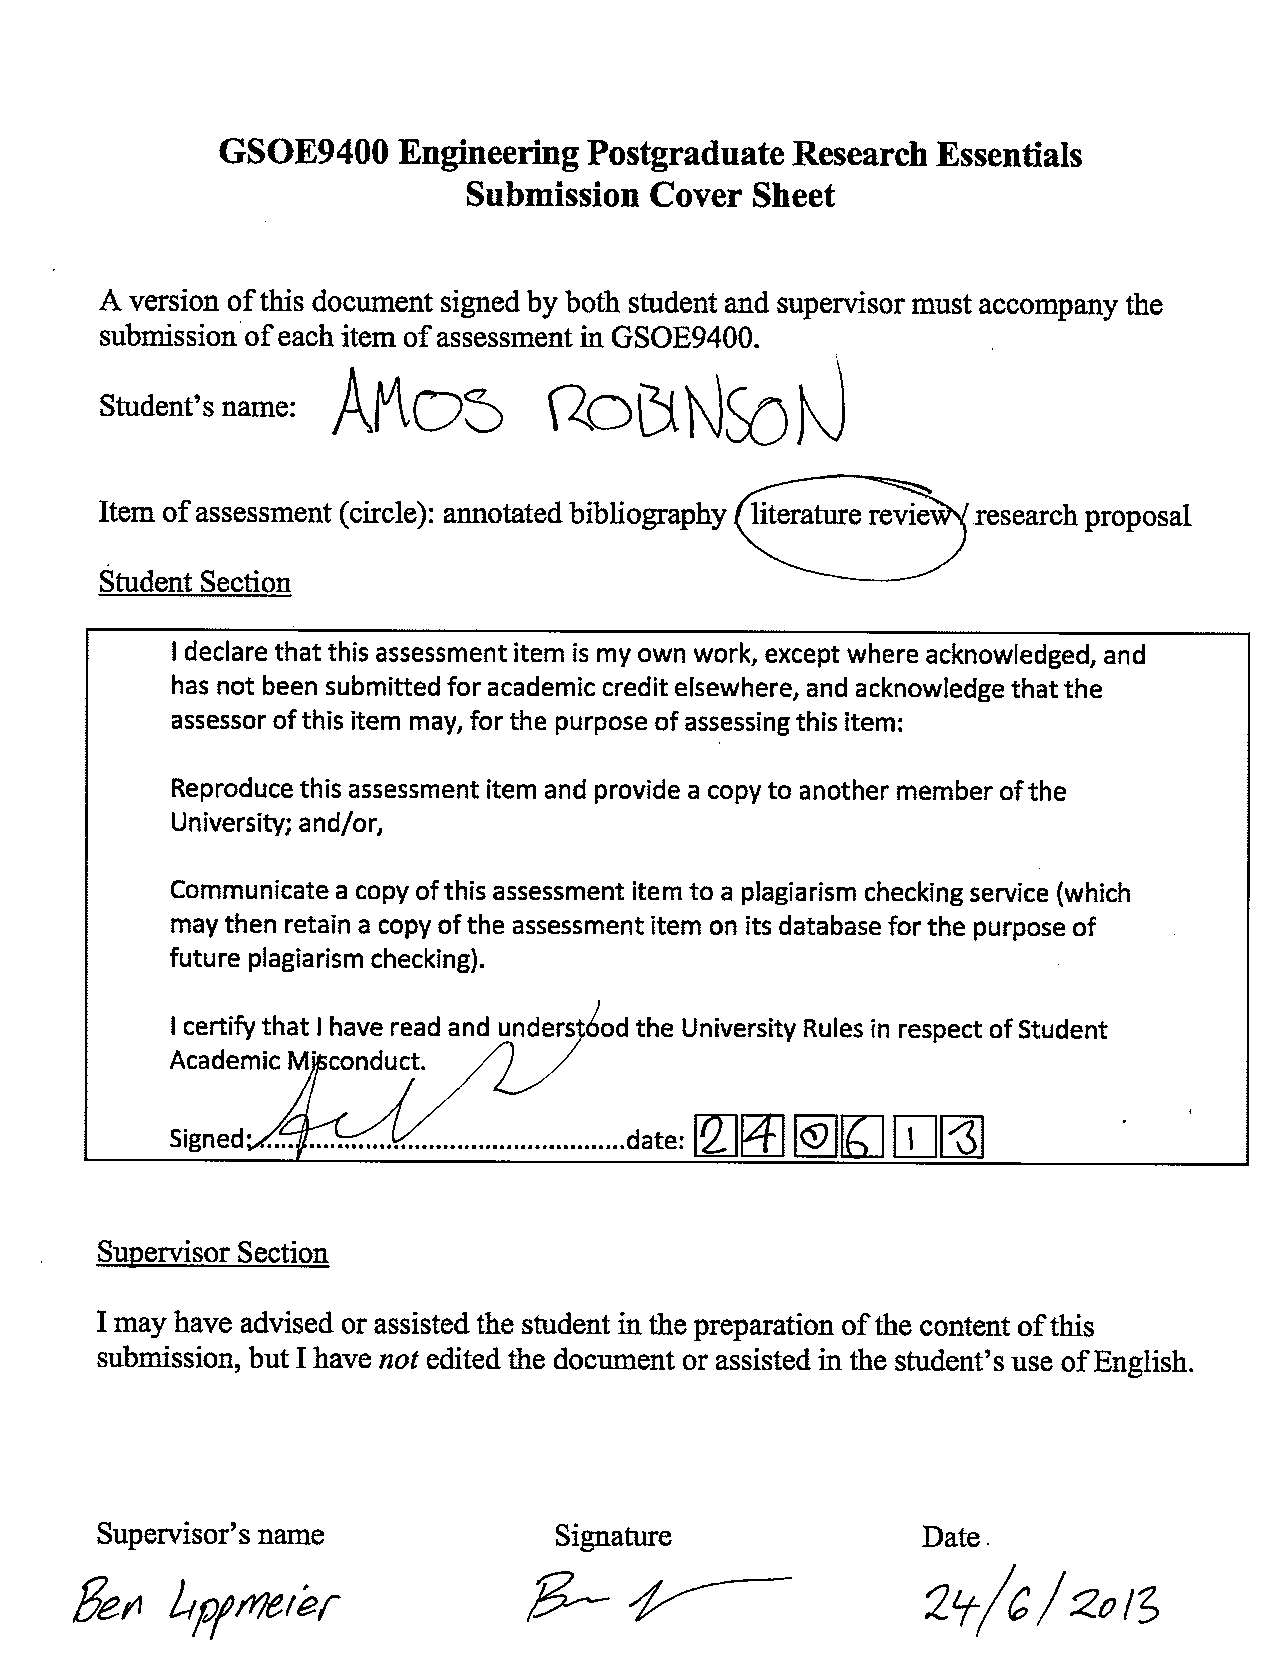 GSOE9400 Engineering Postgraduate Research Essentials
Submission Cover Sheet
A version of this document signed by both student and supervisor must accompany the
submission of each item of assessment in GSOE9400.
Student's name: AMOS ROBINSON
Item of assessment (circle): annotated bibliography / literature review / research proposal
Student Section
I declare that this assessment item is my own work, except where acknowledged, and
has not been submitted for academic credit elsewhere, and acknowledge that the
assessor of this item may, for the purpose of assessing this item:
Reproduce this assessment item and provide a copy to another member of the
University; and/or,
Communicate a copy of this assessment item to a plagiarism checking service (which
may then retain a copy of the assessment item on its database for the purpose of
future plagiarism checking).
I certify that I have read and understood the University Rules in respect of Student
Academic Misconduct.
Signed:......................................................date: 24 06 13
Supervisor Section
I may have advised or assisted the student in the preparation of the content of this
submission, but I have not edited the document or assisted in the student's use of English.
Supervisor's name Signature Date
Ben Lippmeier 24/6/2013